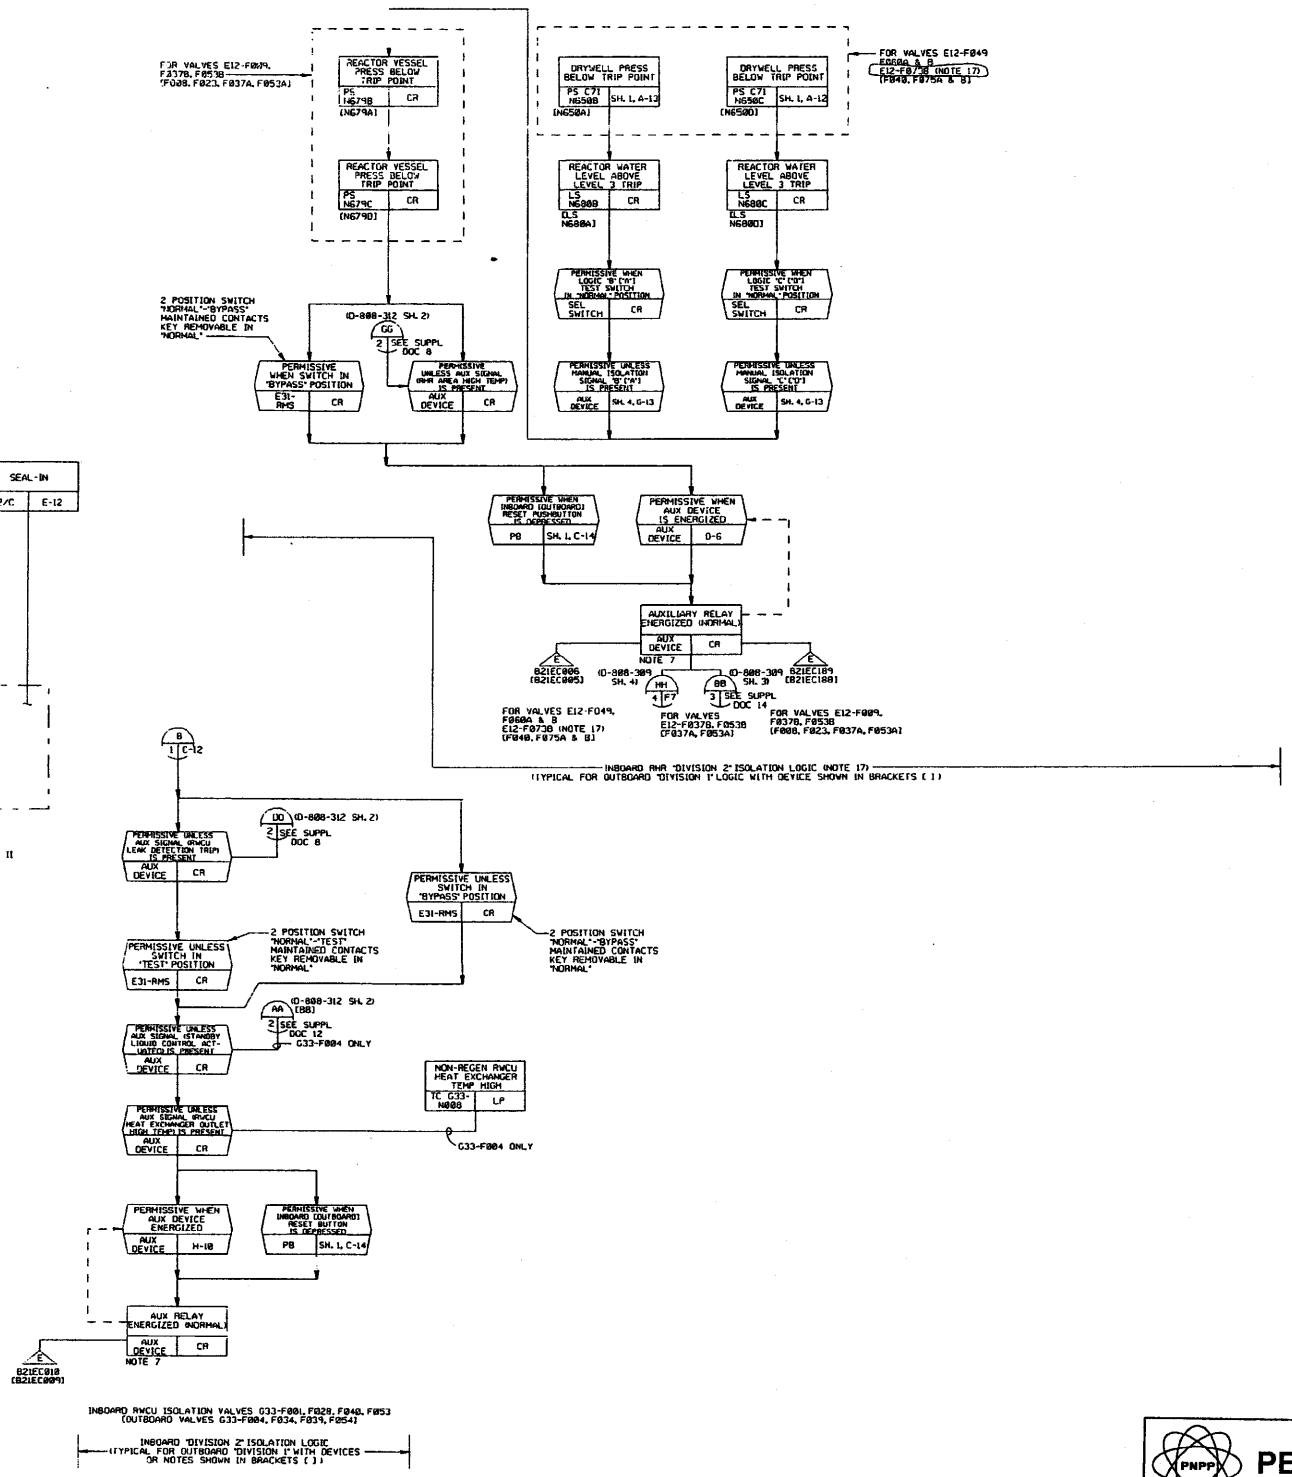 FOR VALVES E12-F009,
F037B, F053B
[F008, F023, F037A, F053A]
REACTOR VESSEL
PRESS BELOW
TRIP POINT
PS
N679B
CR
[N679A]
REACTOR VESSEL
PRESS BELOW
TRIP POINT
PS
N679C
CR
[N679D]
DRYWELL PRESS
BELOW TRIP POINT
PS C71
N650B
SH. 1, A-13
[N650A]
DRYWELL PRESS
BELOW TRIP POINT
PS C71
N650C
SH. 1, A-12
[N650D]
FOR VALVES E12-F049
F060A & B
E12-F073B (NOTE 17)
[F040, F075A & B]
REACTOR WATER
LEVEL ABOVE
LEVEL 3 TRIP
LS
N680B
CR
[LS
N680A]
REACTOR WATER
LEVEL ABOVE
LEVEL 3 TRIP
LS
N680C
CR
[LS
N680D]
PERMISSIVE WHEN
LOGIC "B" ["A"]
TEST SWITCH
IN "NORMAL" POSITION
SEL
SWITCH
CR
PERMISSIVE WHEN
LOGIC "C" ["D"]
TEST SWITCH
IN "NORMAL" POSITION
SEL
SWITCH
CR
2 POSITION SWITCH
"NORMAL"-"BYPASS"
MAINTAINED CONTACTS
KEY REMOVABLE IN
"NORMAL"
(D-808-312 SH. 2)
GG
2
SEE SUPPL
DOC 8
PERMISSIVE
WHEN SWITCH IN
"BYPASS" POSITION
E31-
RMS
CR
PERMISSIVE
UNLESS AUX SIGNAL
(RHR AREA HIGH TEMP)
IS PRESENT
AUX
DEVICE
CR
PERMISSIVE UNLESS
MANUAL ISOLATION
SIGNAL "B" ["A"]
IS PRESENT
AUX
DEVICE
SH. 4, G-13
PERMISSIVE UNLESS
MANUAL ISOLATION
SIGNAL "C" ["D"]
IS PRESENT
AUX
DEVICE
SH. 4, G-13
SEAL-IN
E-12
PERMISSIVE WHEN
INBOARD [OUTBOARD]
RESET PUSHBUTTON
IS DEPRESSED
PB
SH. 1, C-14
PERMISSIVE WHEN
AUX DEVICE
IS ENERGIZED
AUX
DEVICE
D-6
AUXILIARY RELAY
ENERGIZED (NORMAL)
AUX
DEVICE
CR
NOTE 7
E
B21EC006
[B21EC005]
(D-808-309
SH. 4)
HH
4
F7
BB
3
(D-808-309
SH. 3)
SEE SUPPL
DOC 14
E
B21EC189
[B21EC188]
FOR VALVES E12-F049,
F060A & B
E12-F073B (NOTE 17)
[F040, F075A & B]
FOR VALVES
E12-F037B, F053B
[F037A, F053A]
FOR VALVES E12-F009,
F037B, F053B
[F008, F023, F037A, F053A]
INBOARD RHR "DIVISION 2" ISOLATION LOGIC (NOTE 17)
(TYPICAL FOR OUTBOARD "DIVISION 1" LOGIC WITH DEVICE SHOWN IN BRACKETS [ ])
B
1
C-12
DD
(D-808-312 SH. 2)
2
SEE SUPPL
DOC 8
PERMISSIVE UNLESS
AUX SIGNAL (RWCU
LEAK DETECTION TRIP)
IS PRESENT
AUX
DEVICE
CR
PERMISSIVE UNLESS
SWITCH IN
"BYPASS" POSITION
E31-RMS
CR
2 POSITION SWITCH
"NORMAL"-"TEST"
MAINTAINED CONTACTS
KEY REMOVABLE IN
"NORMAL"
2 POSITION SWITCH
"NORMAL"-"BYPASS"
MAINTAINED CONTACTS
KEY REMOVABLE IN
"NORMAL"
PERMISSIVE UNLESS
SWITCH IN
"TEST" POSITION
E31-RMS
CR
AA
(D-808-312 SH. 2)
[BB]
2
SEE SUPPL
DOC 12
G33-F004 ONLY
PERMISSIVE UNLESS
AUX SIGNAL (STANDBY
LIQUID CONTROL ACT-
UATED) IS PRESENT
AUX
DEVICE
CR
NON-REGEN RWCU
HEAT EXCHANGER
TEMP HIGH
TC G33-
N008
LP
PERMISSIVE UNLESS
AUX SIGNAL (RWCU
HEAT EXCHANGER OUTLET
HIGH TEMP) IS PRESENT
AUX
DEVICE
CR
G33-F004 ONLY
PERMISSIVE WHEN
AUX DEVICE
ENERGIZED
AUX
DEVICE
H-10
PERMISSIVE WHEN
INBOARD [OUTBOARD]
RESET BUTTON
IS DEPRESSED
PB
SH. 1, C-14
AUX RELAY
ENERGIZED (NORMAL)
AUX
DEVICE
CR
NOTE 7
E
B21EC010
[B21EC009]
INBOARD RWCU ISOLATION VALVES G33-F001, F028, F040, F053
[OUTBOARD VALVES G33-F004, F034, F039, F054]
INBOARD "DIVISION 2" ISOLATION LOGIC
(TYPICAL FOR OUTBOARD "DIVISION 1" WITH DEVICES
OR NOTES SHOWN IN BRACKETS [ ])
PNPP
PE